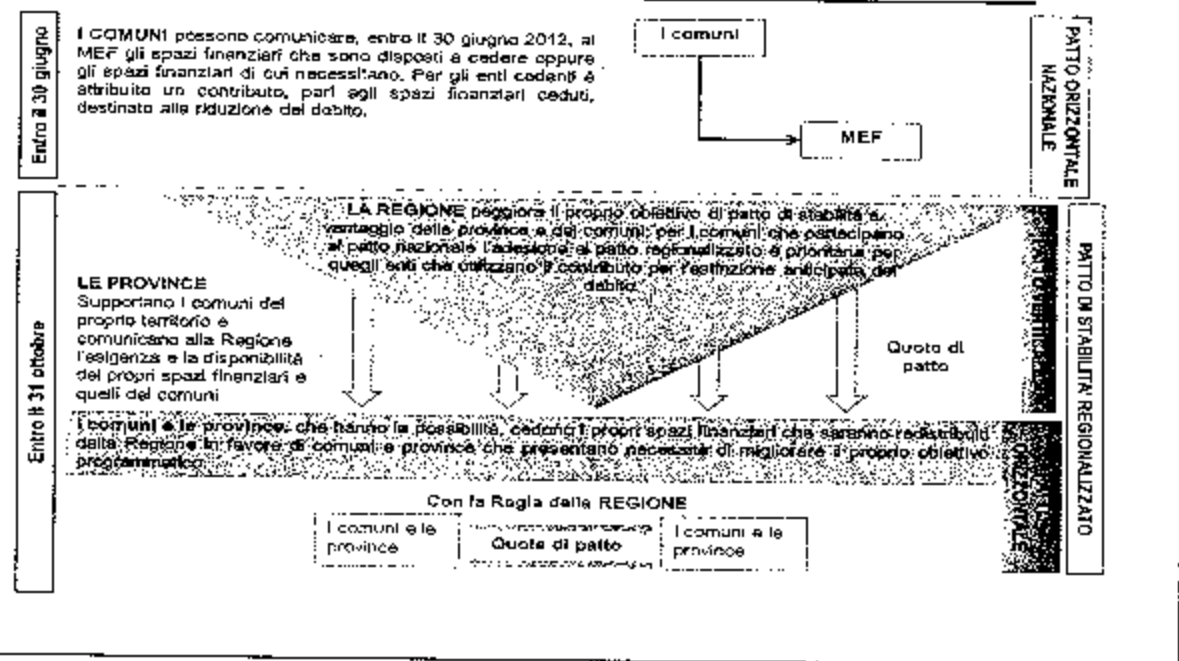 Entro il 30 giugno
I COMUNI possono comunicare, entro il 30 giugno 2012, al
MEF gli spazi finanziari che sono disposti a cedere oppure
gli spazi finanziari di cui necessitano. Per gli enti cedenti è
attribuito un contributo, pari agli spazi finanziari ceduti,
destinato alla riduzione del debito.
I comuni
MEF
PATTO ORIZZONTALE
NAZIONALE
Entro il 31 ottobre
LA REGIONE peggiora il proprio obiettivo di patto di stabilità a
vantaggio delle province e dei comuni; per i comuni che partecipano
al patto nazionale l'adesione al patto regionalizzato è prioritaria per
quegli enti che utilizzano il contributo per l'estinzione anticipata del
debito
LE PROVINCE
Supportano i comuni del
proprio territorio e
comunicano alla Regione
l'esigenza e la disponibilità
dei propri spazi finanziari e
quelli dei comuni
Quote di
patto
I comuni e le province, che hanno la possibilità, cedono i propri spazi finanziari che saranno redistribuiti
dalla Regione in favore di comuni e province che presentano necessità di migliorare il proprio obiettivo
programmatico
Con la Regia della REGIONE
I comuni e le
province
Quote di patto
I comuni e le
province
ORIZZONTALE
PATTO DI STABILITA' REGIONALIZZATO